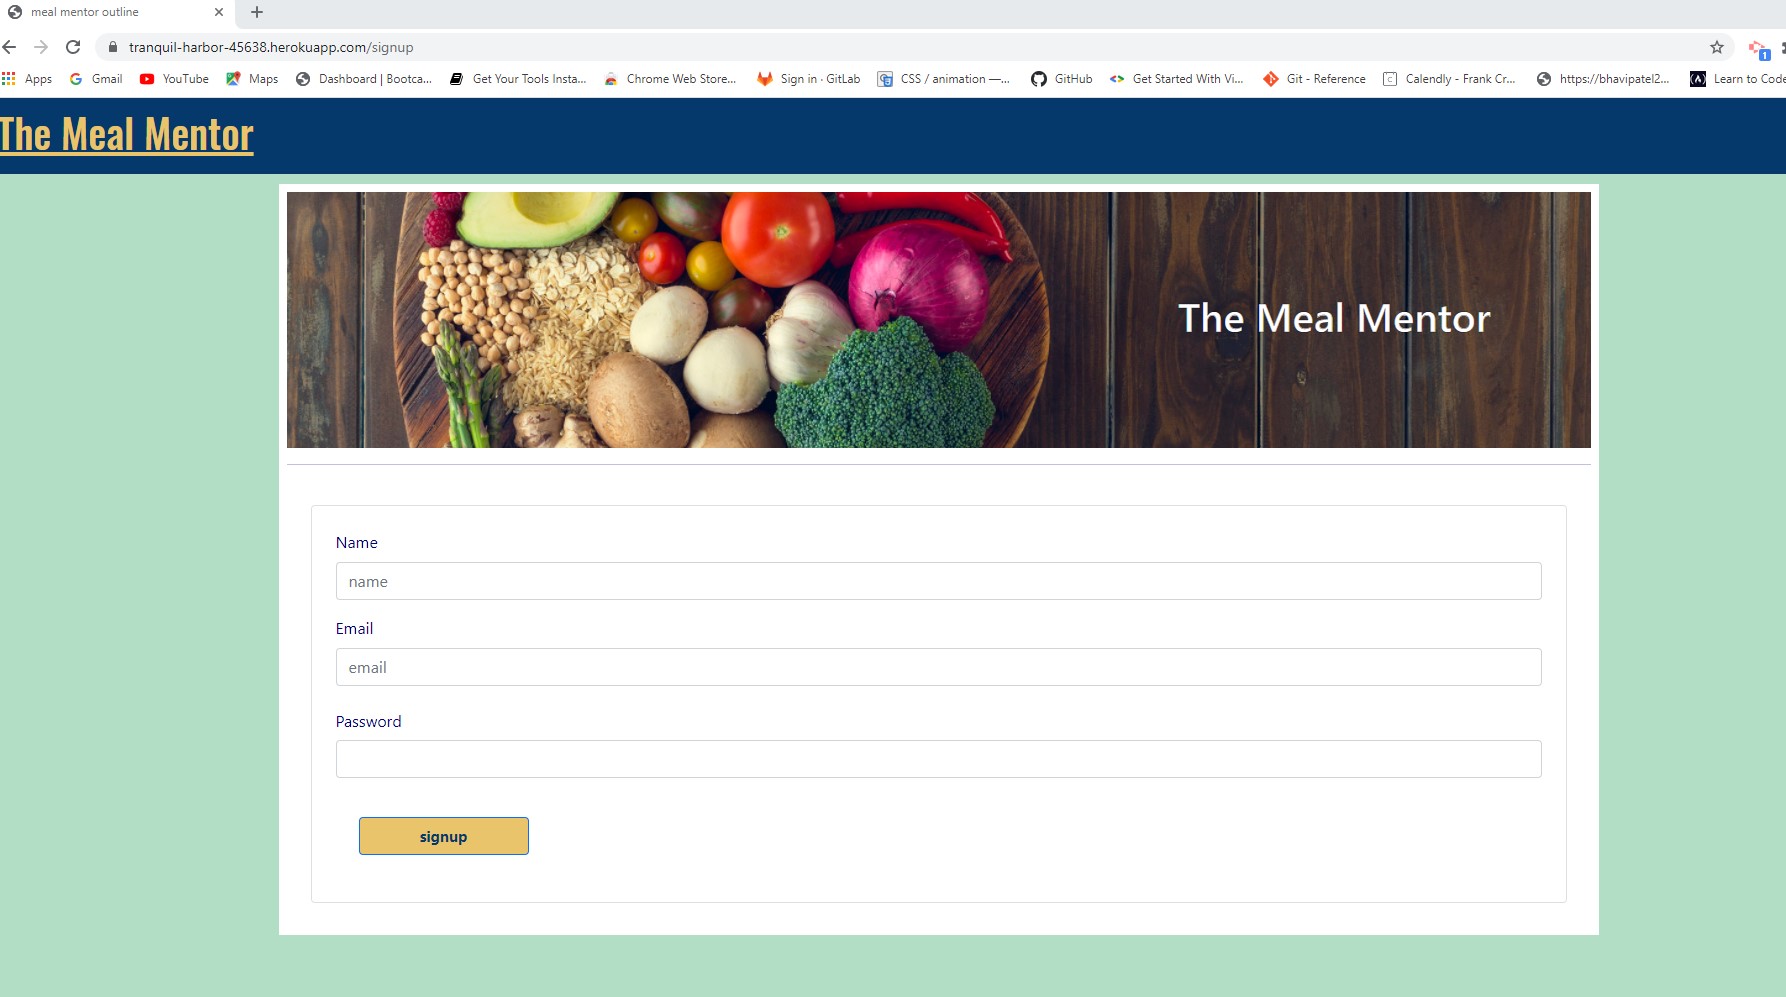 meal mentor outline
tranquil-harbor-45638.herokuapp.com/signup
Apps Gmail YouTube Maps Dashboard | Bootca... Get Your Tools Insta... Chrome Web Store... Sign in · GitLab CSS / animation —... GitHub Get Started With Vi... Git - Reference Calendly - Frank Cr... https://bhavipatel2... Learn to Code
The Meal Mentor
The Meal Mentor
Name
name
Email
email
Password
signup